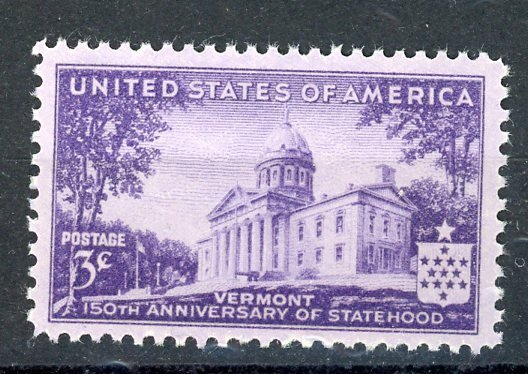 UNITED STATES OF AMERICA
POSTAGE
3¢
VERMONT
150TH ANNIVERSARY OF STATEHOOD